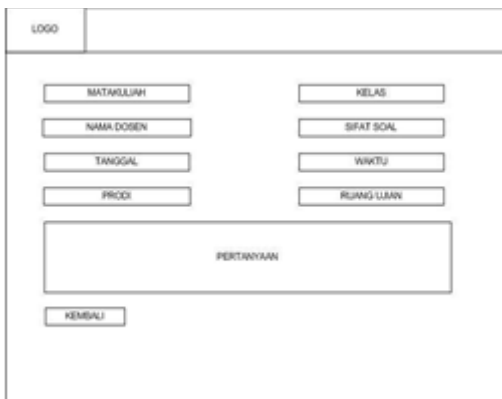 LOGO
MATAKULIAH
KELAS
NAMA DOSEN
SIFAT SOAL
TANGGAL
WAKTU
PRODI
RUANG UJIAN
PERTANYAAN
KEMBALI